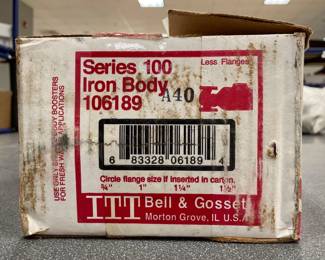 Series 100
Less Flanges
Iron Body
106189
A40
USE GREY BODY BOOSTERS
FOR FRESH WATER APPLICATIONS
6 83328 06189 4
Circle flange size if inserted in carton.
¾" 1" 1¼" 1½"
ITT Bell & Gossett
Morton Grove, IL U.S.A.